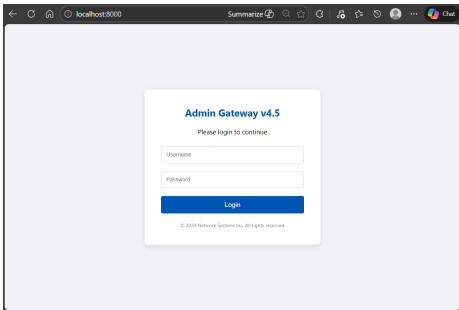 localhost:8000
Summarize
Chat
Admin Gateway v4.5
Please login to continue
Username
Password
Login
© 2024 Network Systems Inc. All rights reserved.